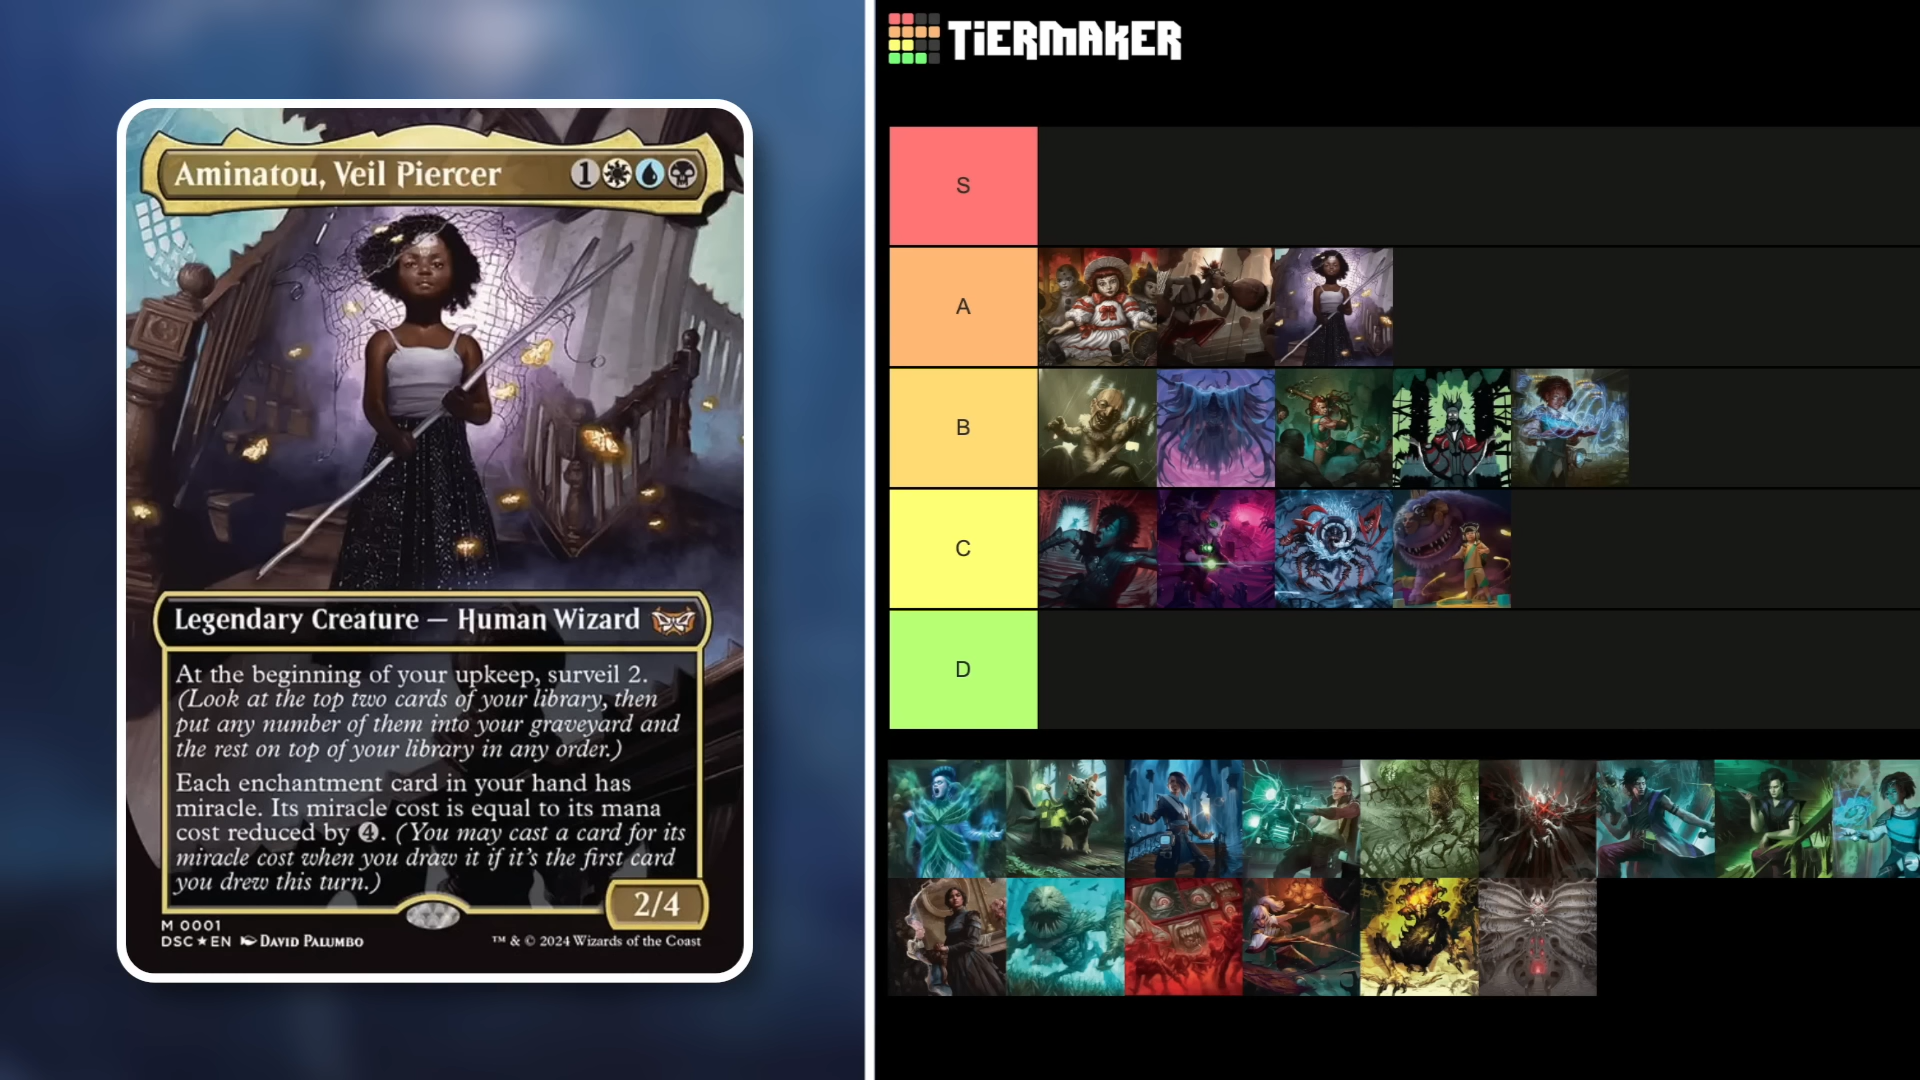 Aminatou, Veil Piercer 1
Legendary Creature — Human Wizard
At the beginning of your upkeep, surveil 2.
(Look at the top two cards of your library, then
put any number of them into your graveyard and
the rest on top of your library in any order.)
Each enchantment card in your hand has
miracle. Its miracle cost is equal to its mana
cost reduced by 4. (You may cast a card for its
miracle cost when you draw it if it's the first card
you drew this turn.)
2/4
M 0001
DSC ★ EN DAVID PALUMBO
™ & © 2024 Wizards of the Coast
TiERMAKER
S
A
B
C
D